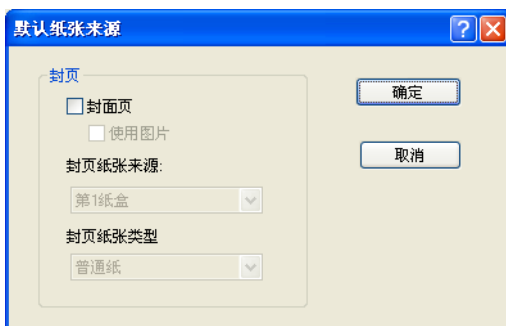 默认纸张来源
封页
封面页
使用图片
封页纸张来源:
第1纸盒
封页纸张类型
普通纸
确定
取消